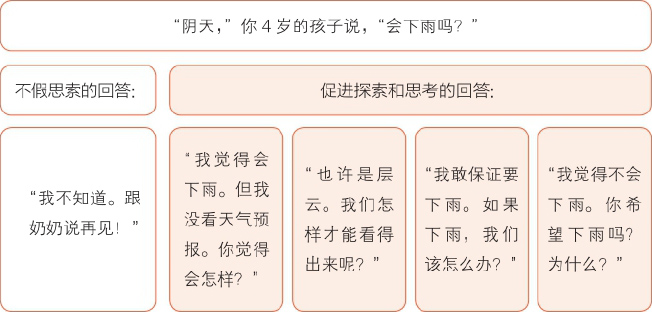 “阴天，”你4岁的孩子说，“会下雨吗？”
不假思索的回答：
促进探索和思考的回答：
“我不知道。跟
奶奶说再见！”
“我觉得会
下雨。但我
没看天气预
报。你觉得
会怎样？”
“也许是层
云。我们怎
样才能看得
出来呢？”
“我敢保证要
下雨。如果
下雨，我们
该怎么办？”
“我觉得不会
下雨。你希
望下雨吗？
为什么？”